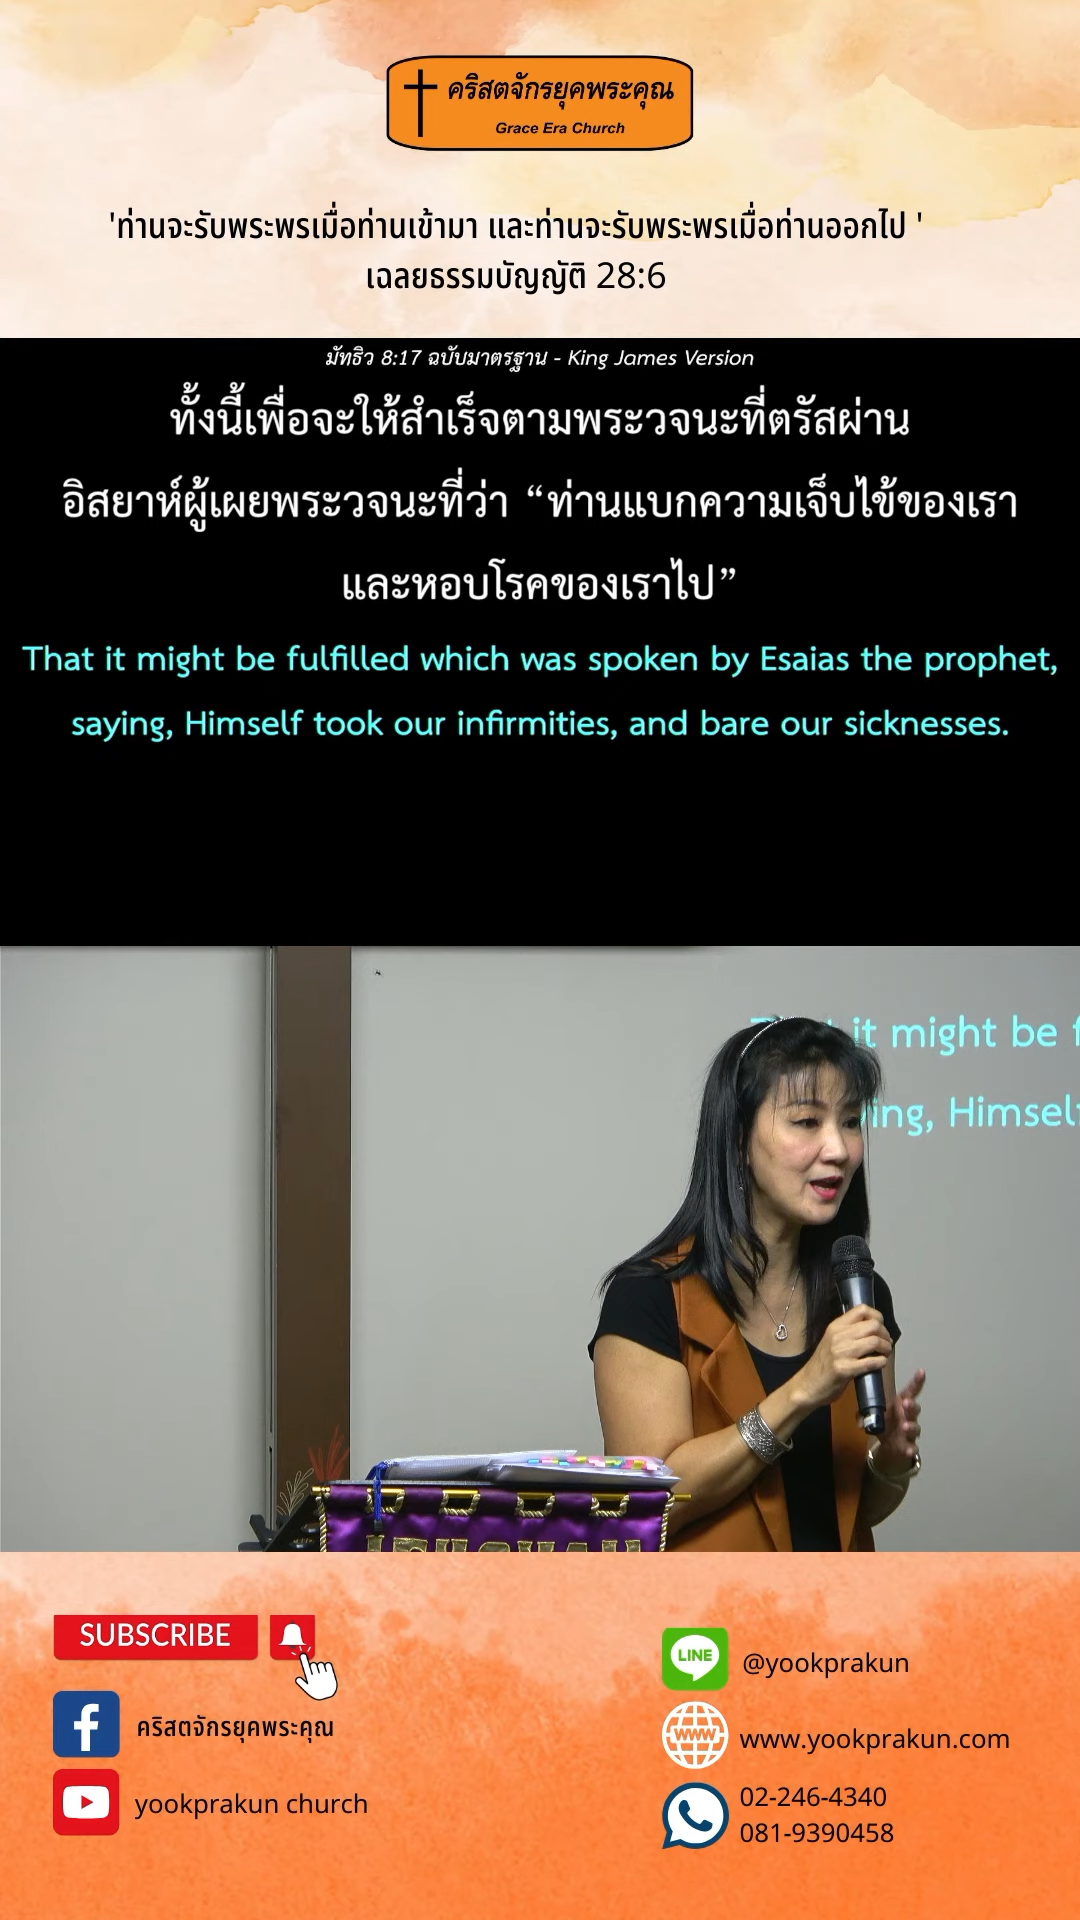 คริสตจักรยุคพระคุณ
Grace Era Church
'ท่านจะรับพระพรเมื่อท่านเข้ามา และท่านจะรับพระพรเมื่อท่านออกไป '
เฉลยธรรมบัญญัติ 28:6
มัทธิว 8:17 ฉบับมาตรฐาน - King James Version
ทั้งนี้เพื่อจะให้สำเร็จตามพระวจนะที่ตรัสผ่าน
อิสยาห์ผู้เผยพระวจนะที่ว่า “ท่านแบกความเจ็บไข้ของเรา
และหอบโรคของเราไป”
That it might be fulfilled which was spoken by Esaias the prophet,
saying, Himself took our infirmities, and bare our sicknesses.
it might be
Himself
SUBSCRIBE
คริสตจักรยุคพระคุณ
yookprakun church
LINE
@yookprakun
WWW
www.yookprakun.com
02-246-4340
081-9390458